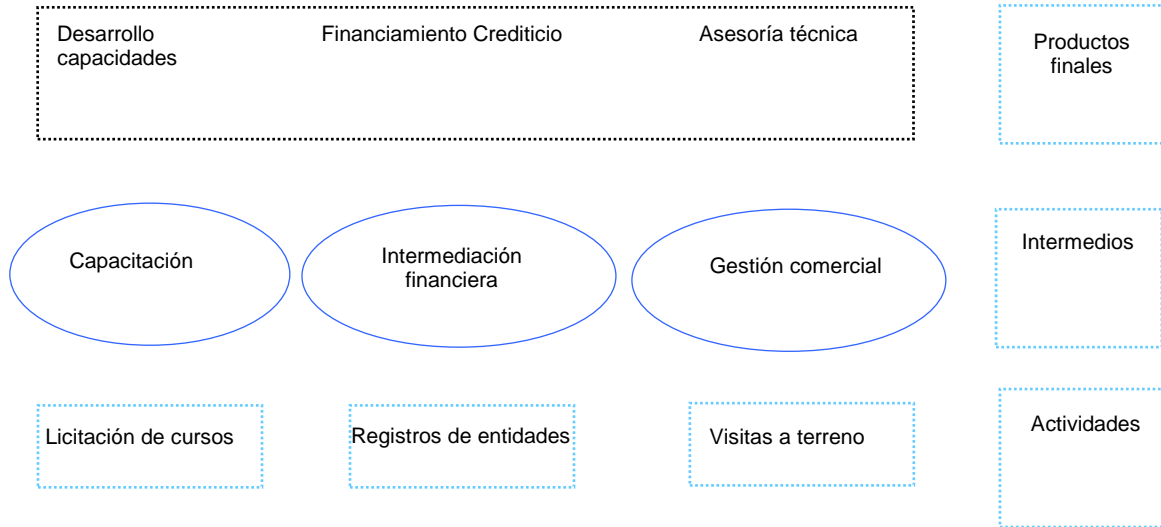 Desarrollo
capacidades
Financiamiento Crediticio
Asesoría técnica
Productos
finales
Capacitación
Intermediación
financiera
Gestión comercial
Intermedios
Licitación de cursos
Registros de entidades
Visitas a terreno
Actividades